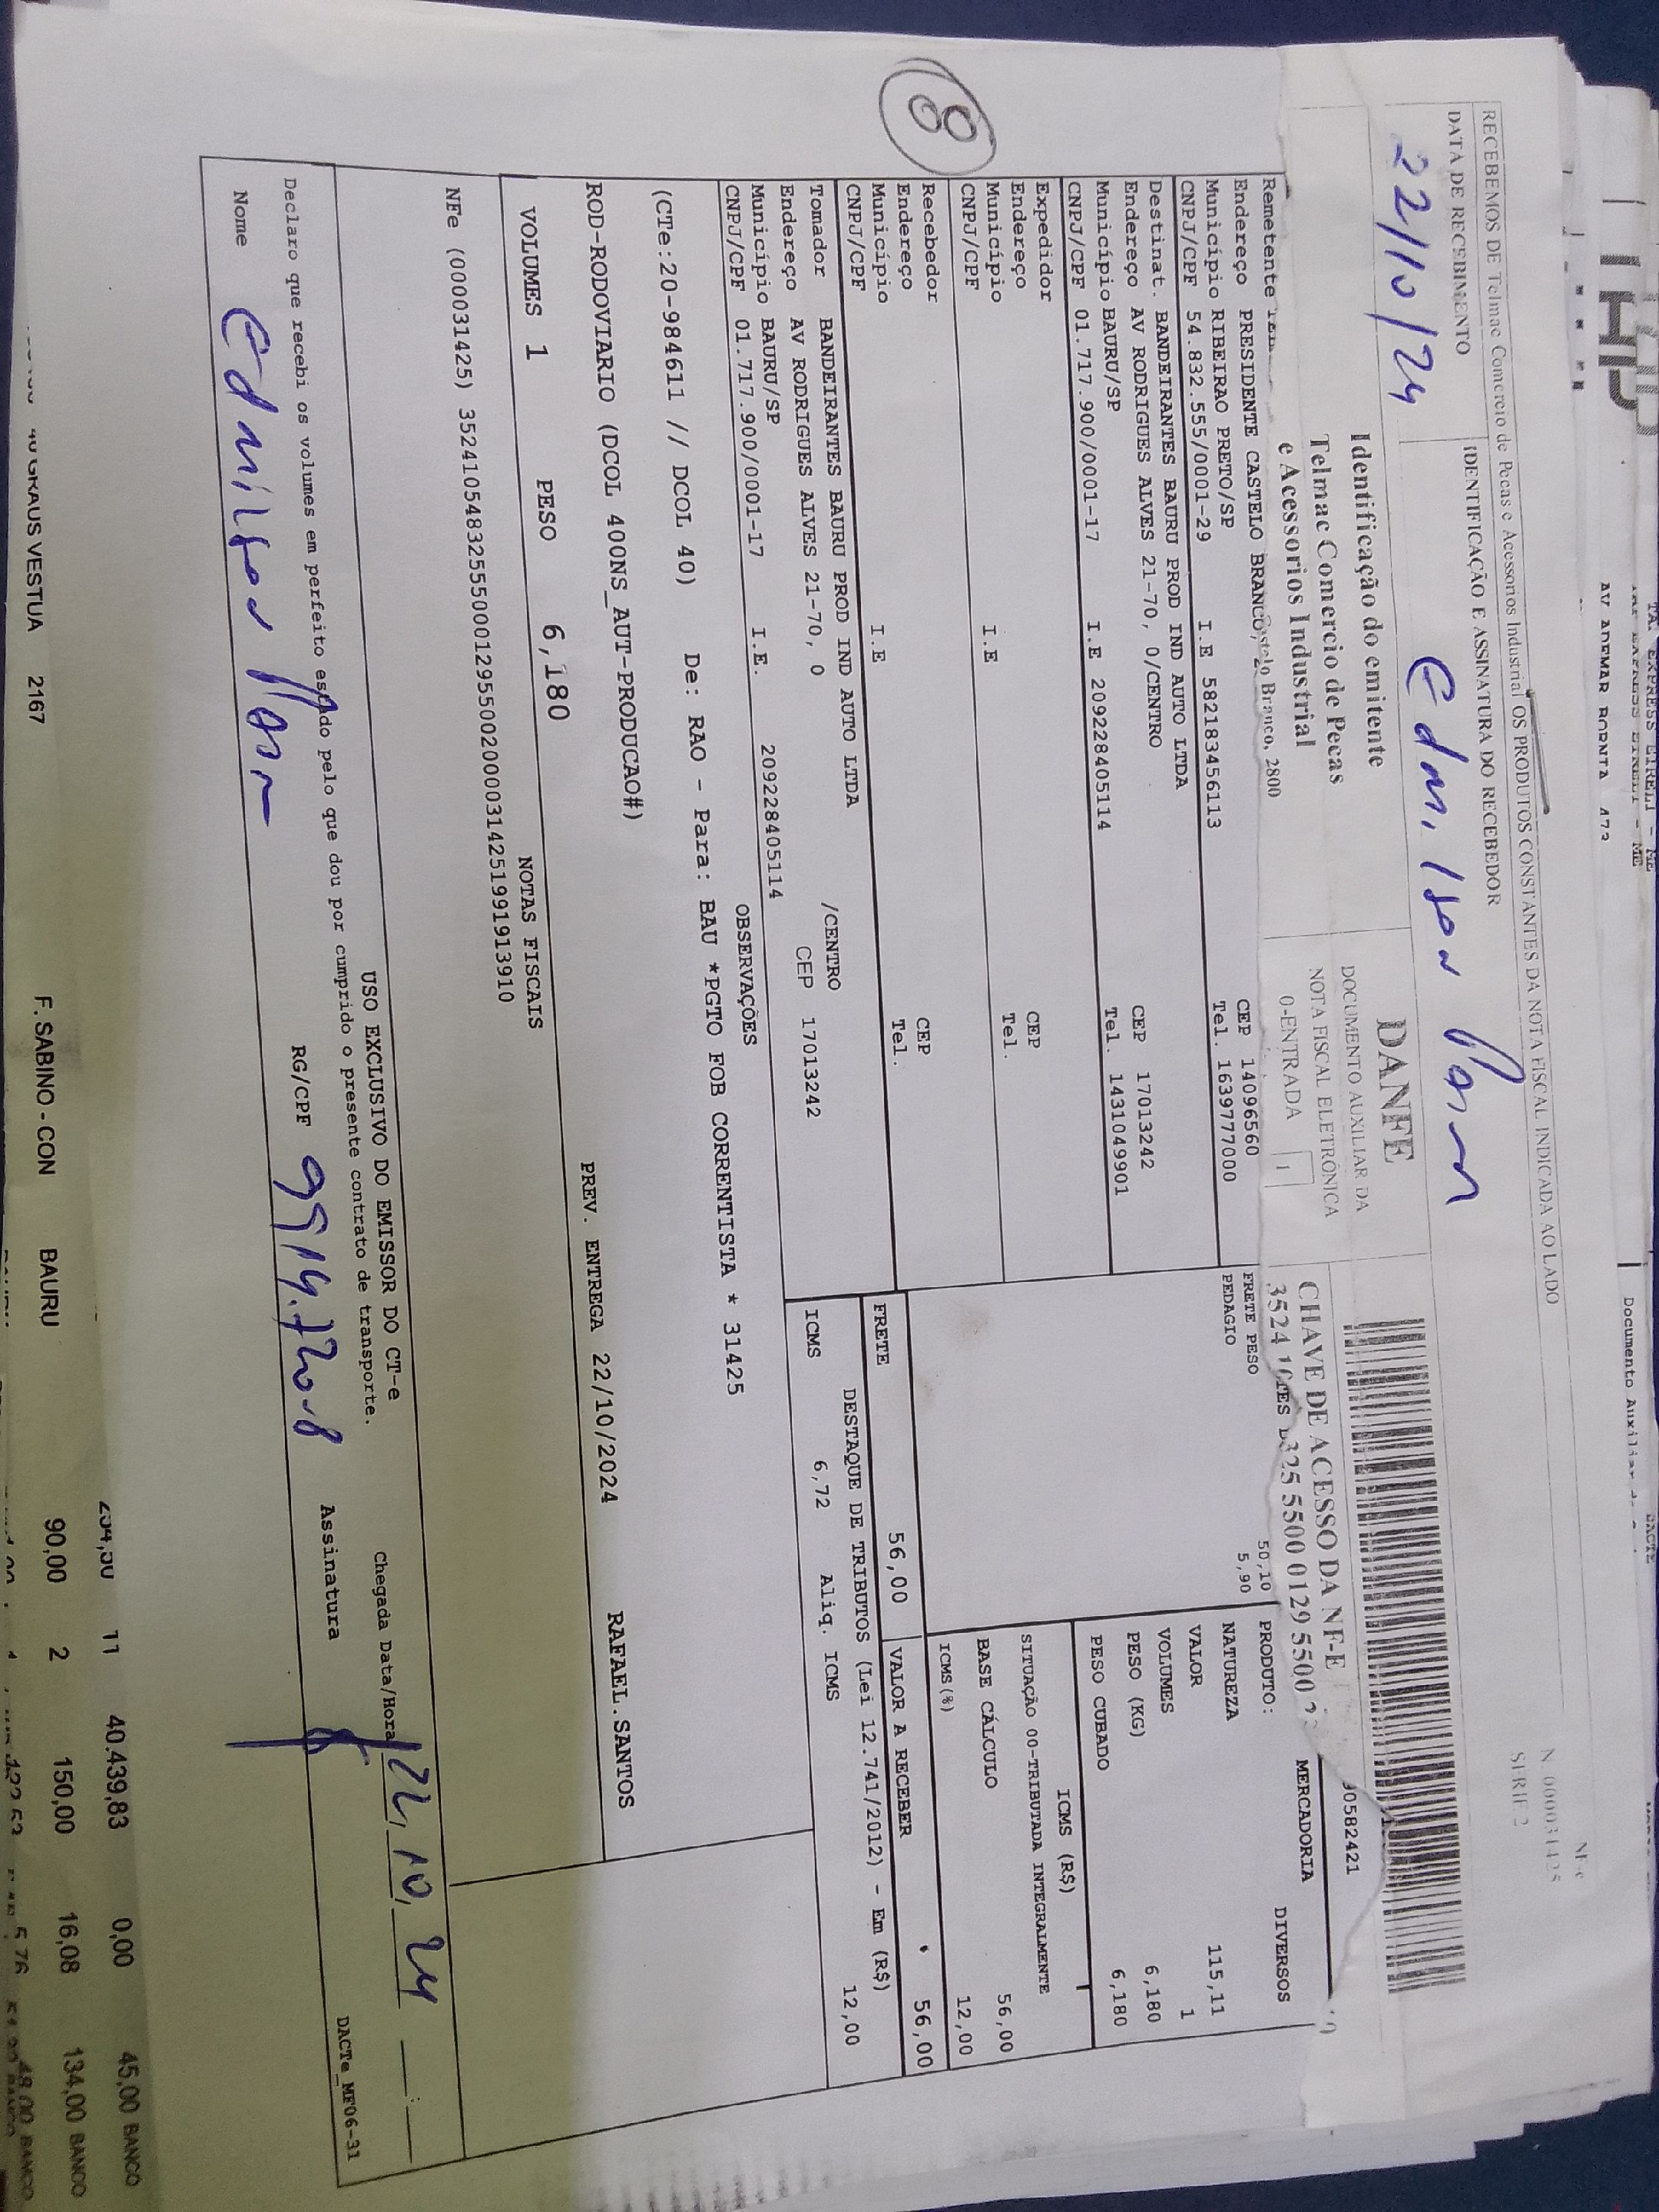 RECEBEMOS DE Telmac Comercio de Pecas e Acessorios Industrial OS PRODUTOS CONSTANTES DA NOTA FISCAL INDICADA AO LADO
NF-e
N 000031425
SERIE 2
DATA DE RECEBIMENTO
IDENTIFICAÇÃO E ASSINATURA DO RECEBEDOR
22/10/24
Edmilson
Identificação do emitente
Telmac Comercio de Pecas
e Acessorios Industrial
Castelo Branco, 2800
DANFE
DOCUMENTO AUXILIAR DA
NOTA FISCAL ELETRÔNICA
0-ENTRADA
1
CHAVE DE ACESSO DA NF-E
3524 325 5500 0129 5500
Remetente
Endereço PRESIDENTE CASTELO BRANCO,
CEP 14096560
Município RIBEIRAO PRETO/SP
Tel. 1639777000
CNPJ/CPF 54.832.555/0001-29 I.E 582183456113
Destinat. BANDEIRANTES BAURU PROD IND AUTO LTDA
Endereço AV RODRIGUES ALVES 21-70, 0/CENTRO
CEP 17013242
Município BAURU/SP
Tel. 1431049901
CNPJ/CPF 01.717.900/0001-17 I.E 209228405114
Expedidor
Endereço
CEP
Município
Tel.
CNPJ/CPF I.E
Recebedor
Endereço
CEP
Município
Tel.
CNPJ/CPF I.E
Tomador BANDEIRANTES BAURU PROD IND AUTO LTDA
Endereço AV RODRIGUES ALVES 21-70, 0 /CENTRO
Município BAURU/SP CEP 17013242
CNPJ/CPF 01.717.900/0001-17 I.E. 209228405114
FRETE PESO 50,10
PEDAGIO 5,90
FRETE 56,00
VALOR A RECEBER 56,00
DESTAQUE DE TRIBUTOS (Lei 12.741/2012) - Em (R$)
ICMS 6,72 Aliq. ICMS 12,00
90582421
PRODUTO:
MERCADORIA
NATUREZA DIVERSOS
VALOR 115,11
VOLUMES 1
PESO (KG) 6,180
PESO CUBADO 6,180
ICMS (R$)
SITUAÇÃO 00-TRIBUTADA INTEGRALMENTE
BASE CÁLCULO 56,00
ICMS(%) 12,00
OBSERVAÇÕES
(CTe:20-984611 // DCOL 40) De: RAO - Para: BAU *PGTO FOB CORRENTISTA * 31425
ROD-RODOVIARIO (DCOL 400NS_AUT-PRODUCAO#)
PREV. ENTREGA 22/10/2024 RAFAEL.SANTOS
VOLUMES 1 PESO 6,180
NOTAS FISCAIS
NFe (000031425) 35241054832555000129550020000314251991913910
USO EXCLUSIVO DO EMISSOR DO CT-e
Declaro que recebi os volumes em perfeito estado pelo que dou por cumprido o presente contrato de transporte.
Chegada Data/Hora 22/10/24
Nome Edmilson
RG/CPF
Assinatura
DACTe_MF06-31
8
11 40.439,83 0,00 45,00 BANCO
2167 F. SABINO - CON BAURU 90,00 2 150,00 16,08 134,00 BANCO
GRAUS VESTUA